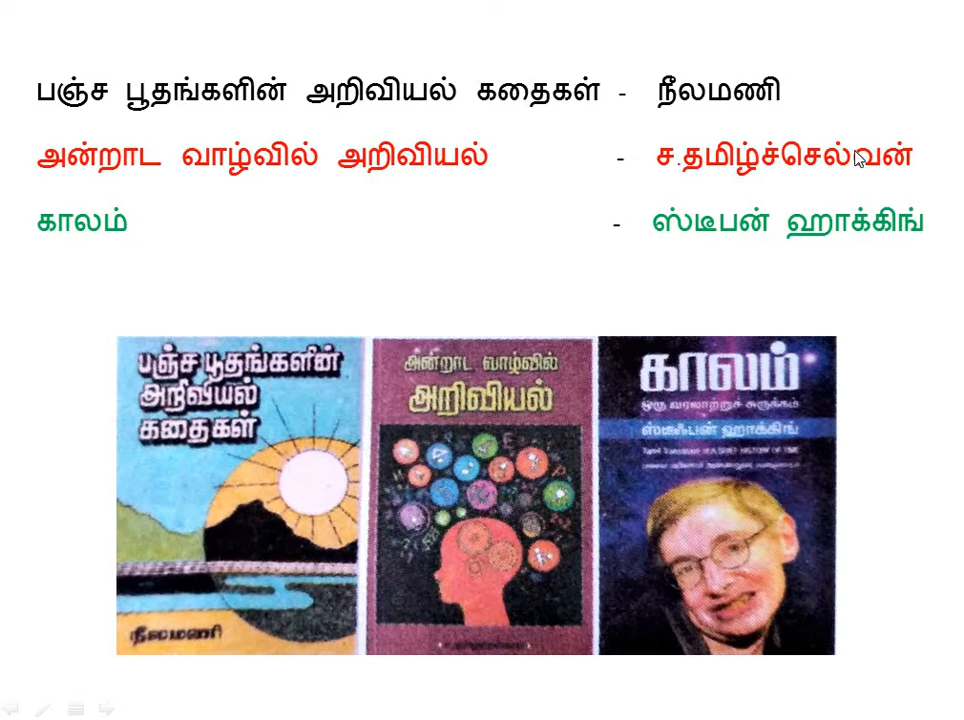 பஞ்ச பூதங்களின் அறிவியல் கதைகள் - நீலமணி
அன்றாட வாழ்வில் அறிவியல் - ச.தமிழ்ச்செல்வன்
காலம் - ஸ்டீபன் ஹாக்கிங்
பஞ்ச பூதங்களின்
அறிவியல்
கதைகள்
நீலமணி
அன்றாட வாழ்வில்
அறிவியல்
காலம்
ஒரு வரலாற்றுச் சுருக்கம்
ஸ்டீஃபன் ஹாக்கிங்